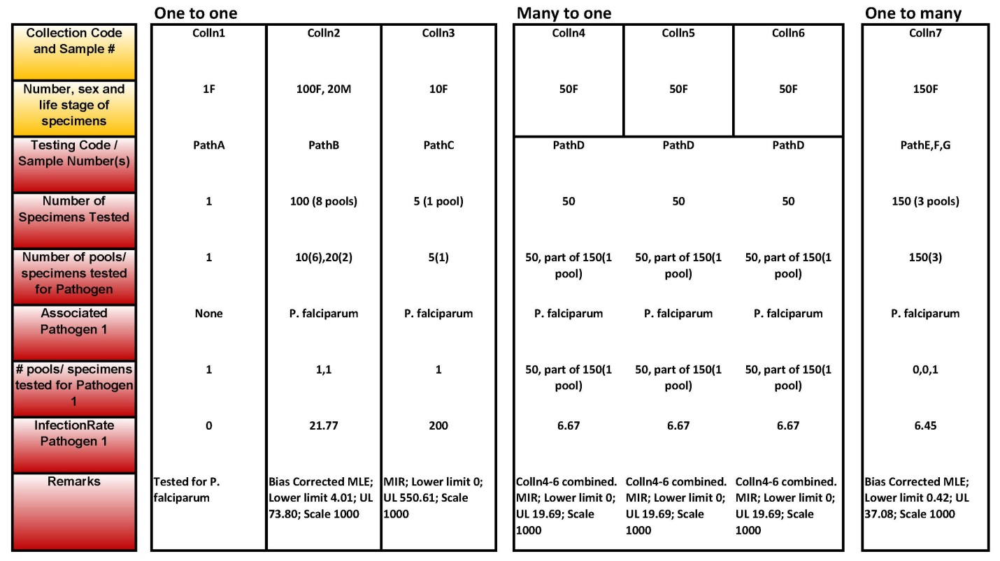 One to one
Many to one
One to many
Collection Code
and Sample #
Colln1
Colln2
Colln3
Colln4
Colln5
Colln6
Colln7
Number, sex and
life stage of
specimens
1F
100F, 20M
10F
50F
50F
50F
150F
Testing Code /
Sample Number(s)
PathA
PathB
PathC
PathD
PathD
PathD
PathE,F,G
Number of
Specimens Tested
1
100 (8 pools)
5 (1 pool)
50
50
50
150 (3 pools)
Number of pools/
specimens tested
for Pathogen
1
10(6),20(2)
5(1)
50, part of 150(1
pool)
50, part of 150(1
pool)
50, part of 150(1
pool)
150(3)
Associated
Pathogen 1
None
P. falciparum
P. falciparum
P. falciparum
P. falciparum
P. falciparum
P. falciparum
# pools/ specimens
tested for Pathogen
1
1
1,1
1
50, part of 150(1
pool)
50, part of 150(1
pool)
50, part of 150(1
pool)
0,0,1
InfectionRate
Pathogen 1
0
21.77
200
6.67
6.67
6.67
6.45
Remarks
Tested for P.
falciparum
Bias Corrected MLE;
Lower limit 4.01; UL
73.80; Scale 1000
MIR; Lower limit 0;
UL 550.61; Scale
1000
Colln4-6 combined.
MIR; Lower limit 0;
UL 19.69; Scale
1000
Colln4-6 combined.
MIR; Lower limit 0;
UL 19.69; Scale
1000
Colln4-6 combined.
MIR; Lower limit 0;
UL 19.69; Scale
1000
Bias Corrected MLE;
Lower limit 0.42; UL
37.08; Scale 1000